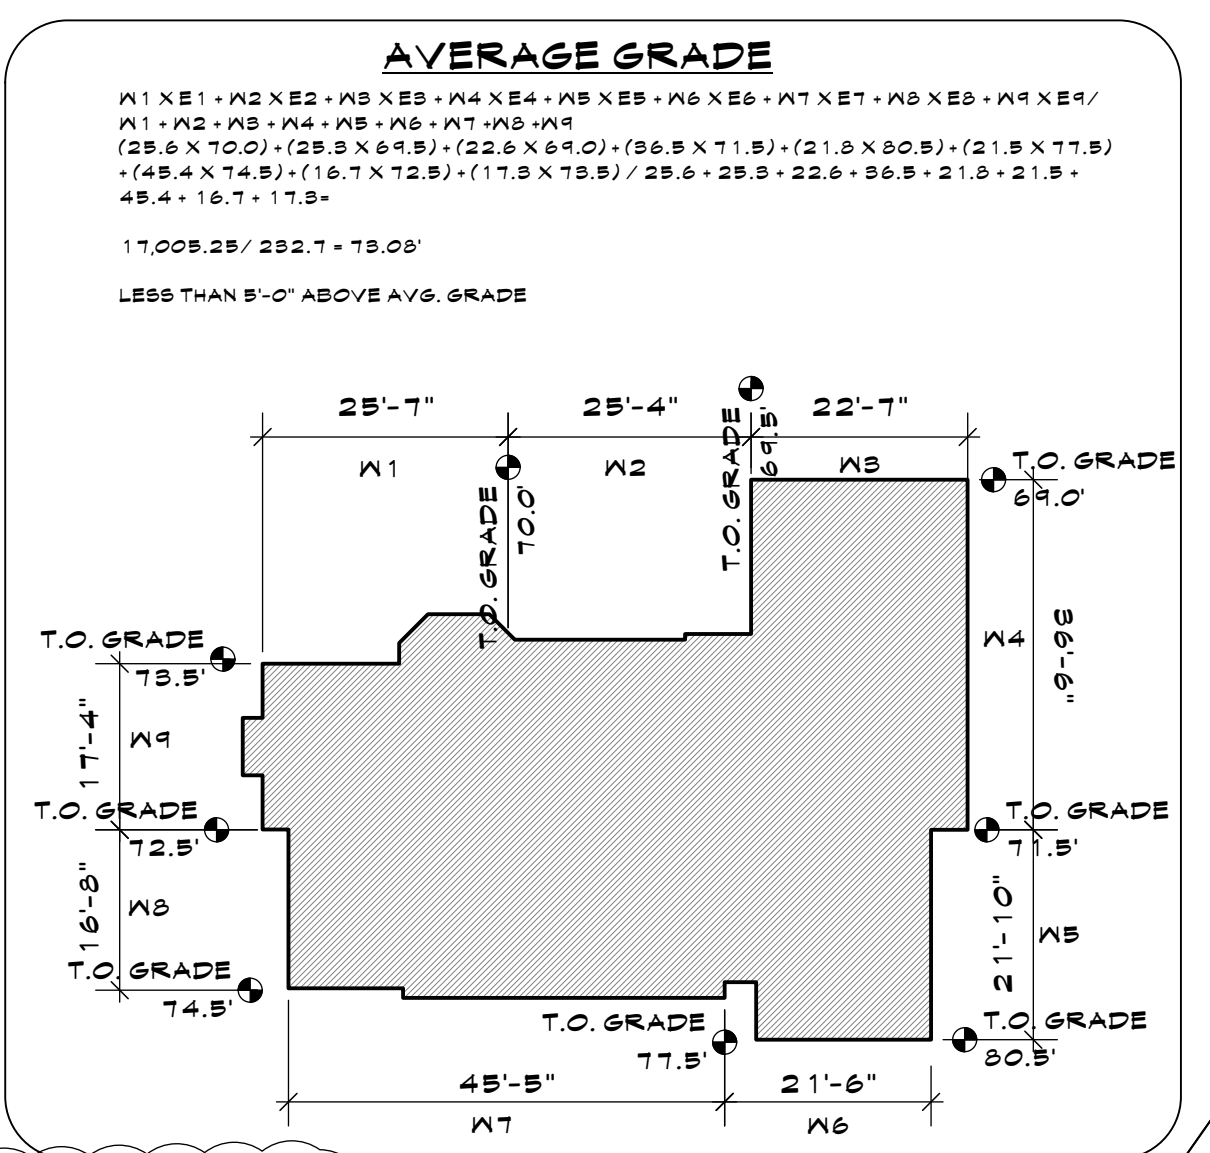 AVERAGE GRADE
W1 X E1 + W2 X E2 + W3 X E3 + W4 X E4 + W5 X E5 + W6 X E6 + W7 X E7 + W8 X E8 + W9 X E9/
W1 + W2 + W3 + W4 + W5 + W6 + W7 +W8 +W9
(25.6 X 70.0) + (25.3 X 69.5) + (22.6 X 69.0) + (36.5 X 71.5) + (21.8 X 80.5) + (21.5 X 77.5)
+ (45.4 X 74.5) + (16.7 X 72.5) + (17.3 X 73.5) / 25.6 + 25.3 + 22.6 + 36.5 + 21.8 + 21.5 +
45.4 + 16.7 + 17.3=
17,005.25/ 232.7 = 73.08'
LESS THAN 5'-0" ABOVE AVG. GRADE
25'-7"
25'-4"
22'-7"
W1
W2
W3
T.O. GRADE
70.0'
T.O. GRADE
69.5'
T.O. GRADE
69.0'
W4
36'-6"
T.O. GRADE
73.5'
17'-4"
W9
T.O. GRADE
72.5'
T.O. GRADE
71.5'
16'-8"
W8
21'-10"
W5
T.O. GRADE
74.5'
T.O. GRADE
77.5'
T.O. GRADE
80.5'
45'-5"
21'-6"
W7
W6